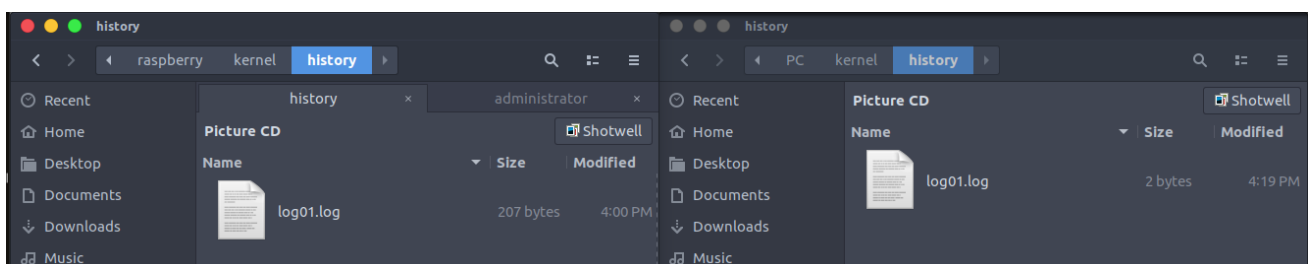 history
raspberry kernel history
Recent
Home
Desktop
Documents
Downloads
Music
history × administrator ×
Picture CD Shotwell
Name Size Modified
log01.log 207 bytes 4:00 PM
history
PC kernel history
Recent
Home
Desktop
Documents
Downloads
Music
Picture CD Shotwell
Name Size Modified
log01.log 2 bytes 4:19 PM